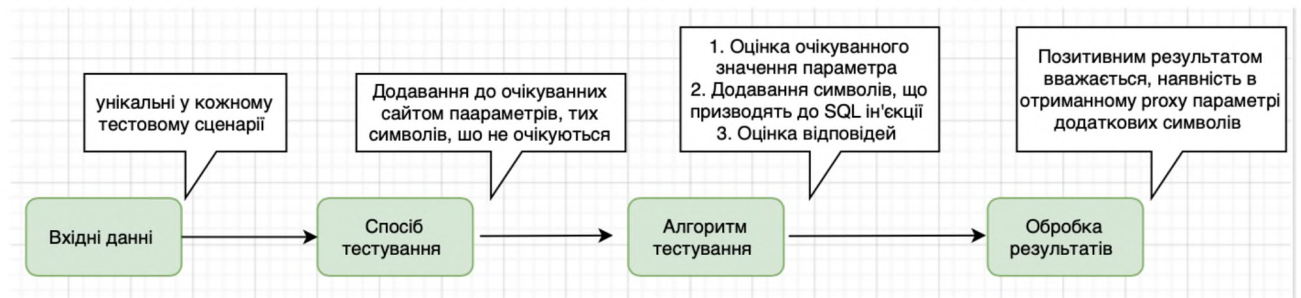 унікальні у кожному
тестовому сценарії
Додавання до очікуванних
сайтом паараметрів, тих
символів, шо не очікуються
1. Оцінка очікуванного
значення параметра
2. Додавання символів, що
призводять до SQL ін'єкції
3. Оцінка відповідей
Позитивним результатом
вважається, наявність в
отриманному proxy параметрі
додаткових символів
Вхідні данні
Спосіб
тестування
Алгоритм
тестування
Обробка
результатів